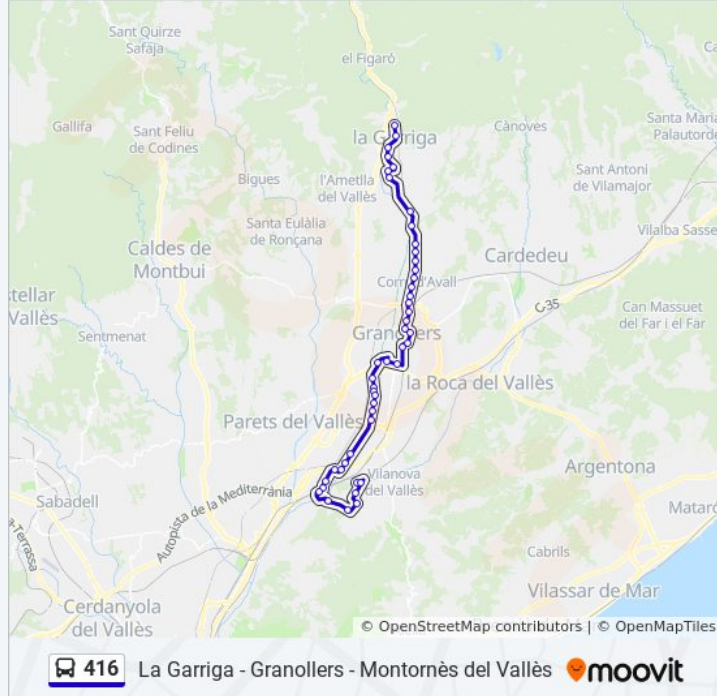 Sant Quirze
Safaja
el Figaró
Gallifa
Sant Feliu
de Codines
la Garriga
Cànoves
Santa Maria
Palautord
Bigues
l'Ametlla
del Vallès
Sant Antoni
de Vilamajor
Santa Eulàlia
de Ronçana
Vilalba Sasse
Caldes de
Montbui
Cardedeu
Corró d'Avall
stellar
Vallès
Sentmenat
C-35
Can Massuet
del Far i el Far
Granollers
la Roca del Vallès
Parets del Vallès
Vilanova
del Vallès
Argentona
Autopista de la Mediterrània
Sabadell
Mataró
a-Terrassa
Cabrils
Vilassar de Mar
Cerdanyola
del Vallès
© OpenStreetMap contributors | © OpenMapTiles
416 La Garriga - Granollers - Montornès del Vallès moovit